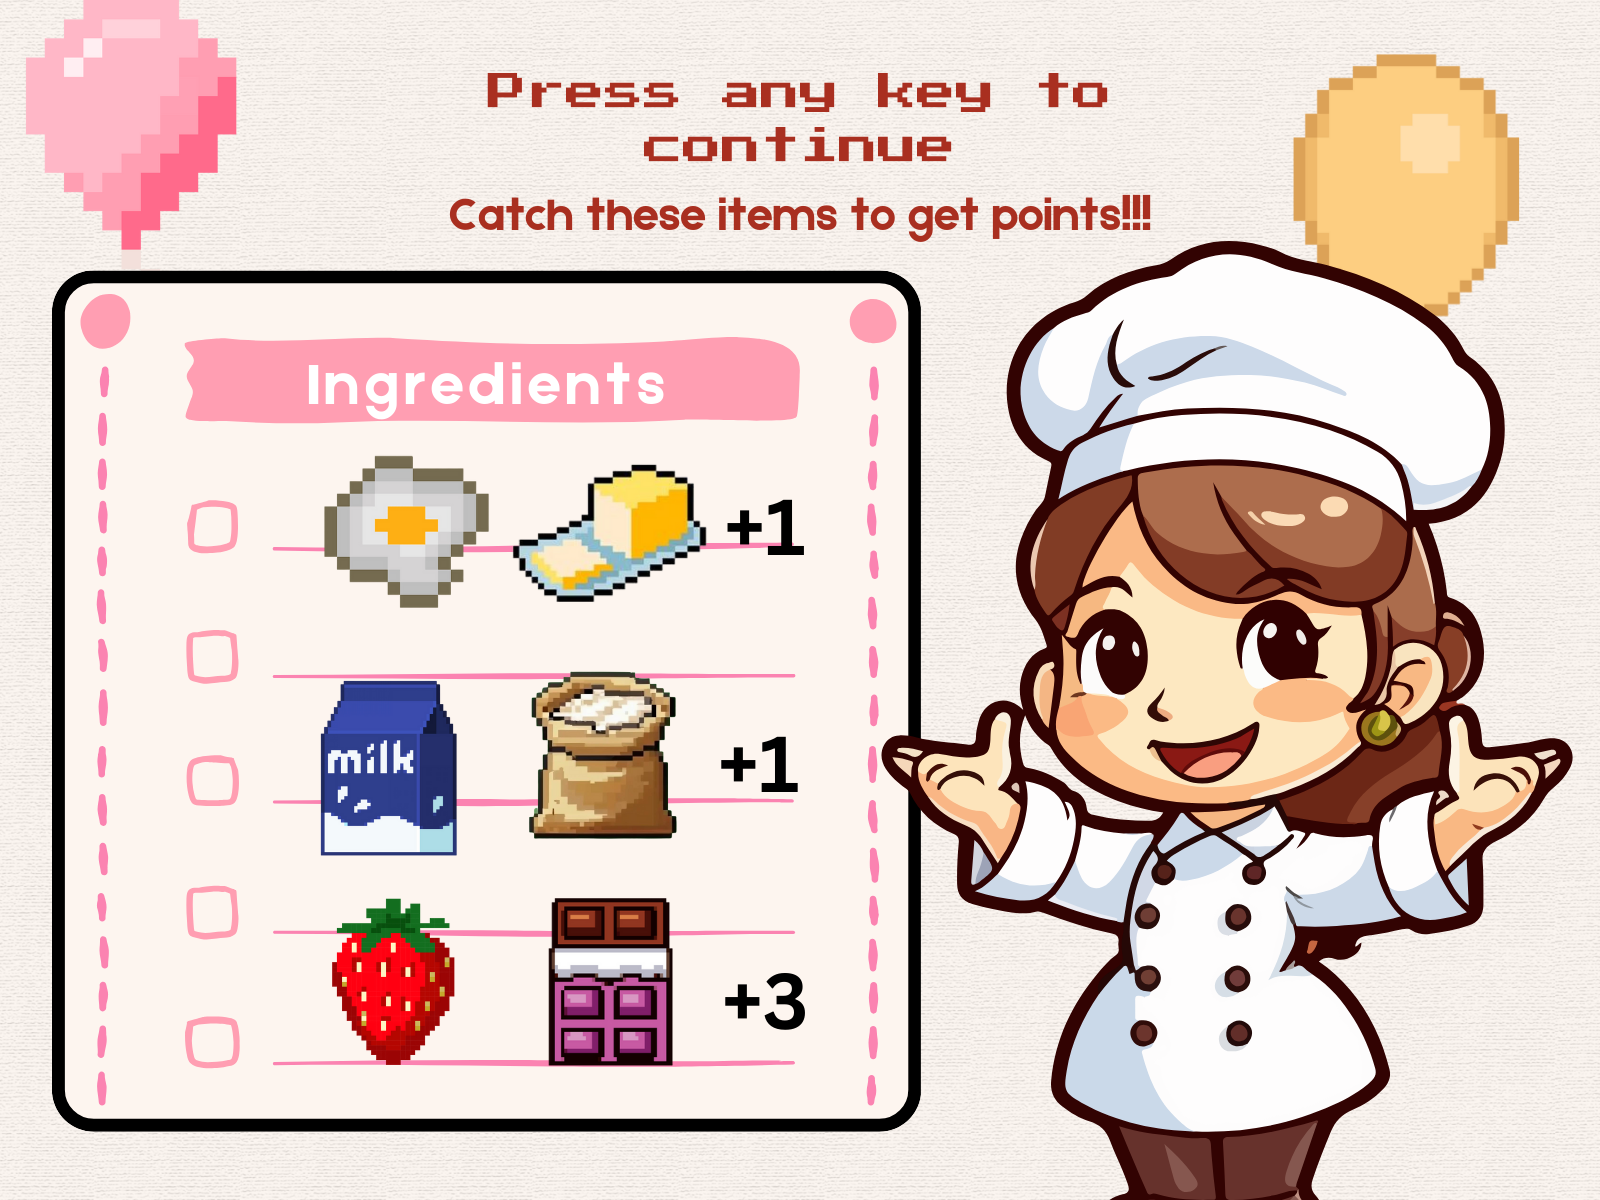 Press any key to
continue
Catch these items to get points!!!
Ingredients
+1
milk
+1
+3